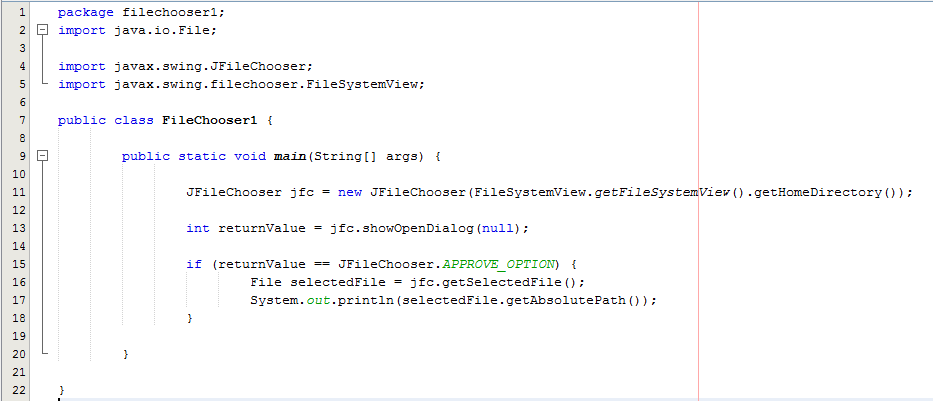 1 package filechooser1;
2 import java.io.File;
3
4 import javax.swing.JFileChooser;
5 import javax.swing.filechooser.FileSystemView;
6
7 public class FileChooser1 {
8
9 public static void main(String[] args) {
10
11 JFileChooser jfc = new JFileChooser(FileSystemView.getFileSystemView().getHomeDirectory());
12
13 int returnValue = jfc.showOpenDialog(null);
14
15 if (returnValue == JFileChooser.APPROVE_OPTION) {
16 File selectedFile = jfc.getSelectedFile();
17 System.out.println(selectedFile.getAbsolutePath());
18 }
19
20 }
21
22 }